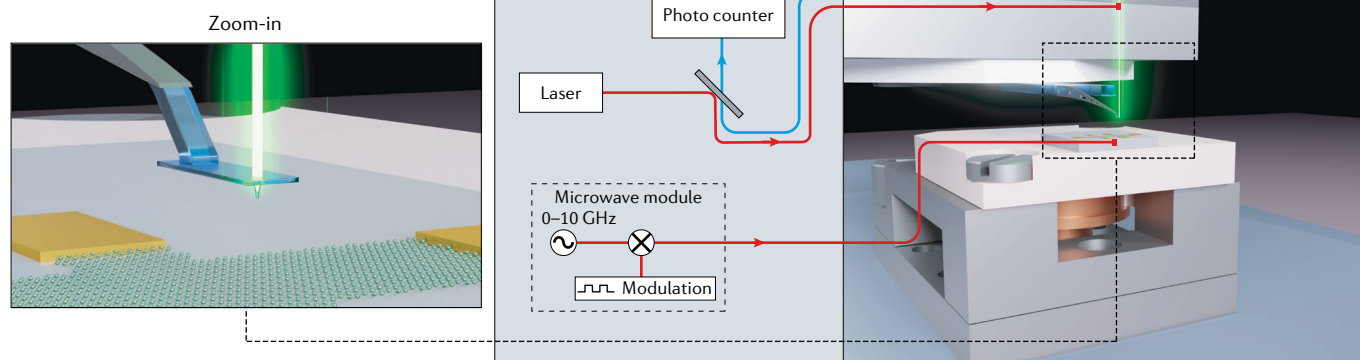 Zoom-in
Photo counter
Laser
Microwave module
0–10 GHz
Modulation